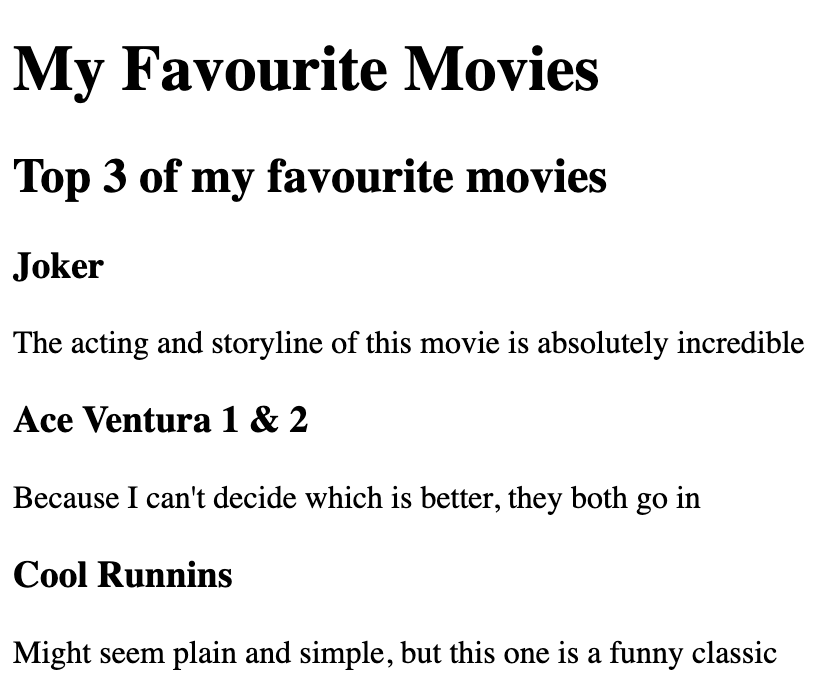 My Favourite Movies
Top 3 of my favourite movies
Joker
The acting and storyline of this movie is absolutely incredible
Ace Ventura 1 & 2
Because I can't decide which is better, they both go in
Cool Runnins
Might seem plain and simple, but this one is a funny classic